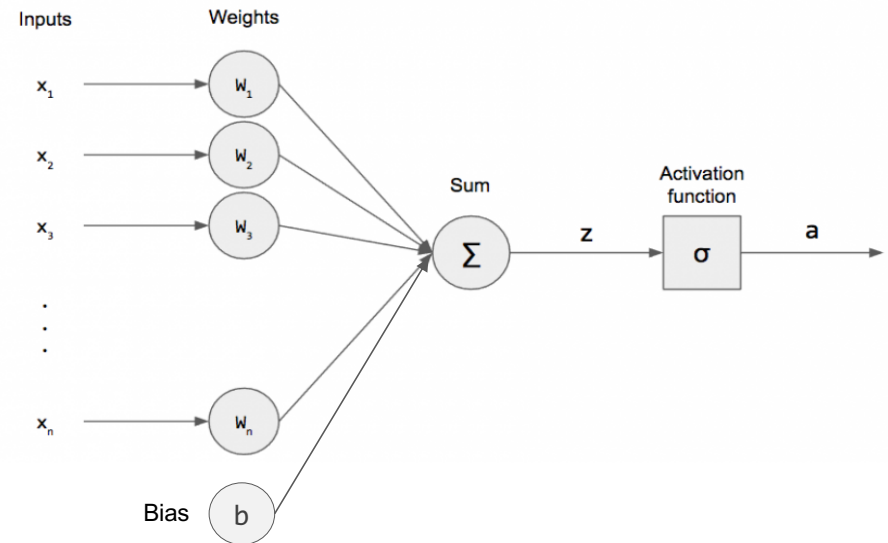 Inputs
Weights
x1
W1
x2
W2
Sum
Activation
function
x3
W3
Σ
z
σ
a
.
.
.
xn
Wn
Bias
b